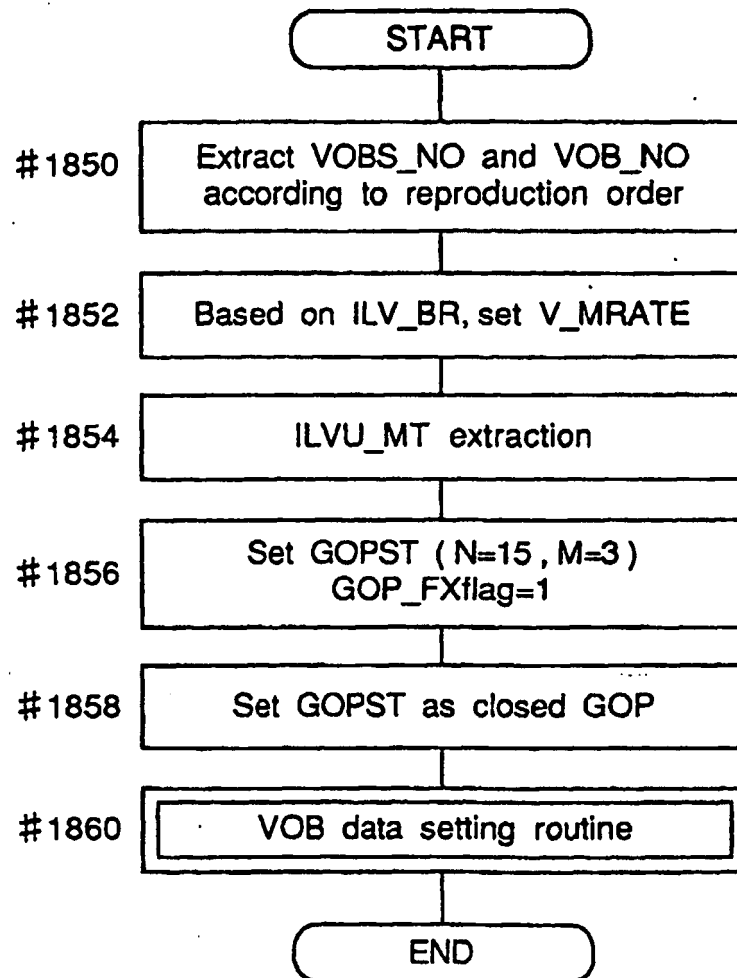 START
#1850
Extract VOBS_NO and VOB_NO
according to reproduction order
#1852
Based on ILV_BR, set V_MRATE
#1854
ILVU_MT extraction
#1856
Set GOPST (N=15, M=3)
GOP_FXflag=1
#1858
Set GOPST as closed GOP
#1860
VOB data setting routine
END